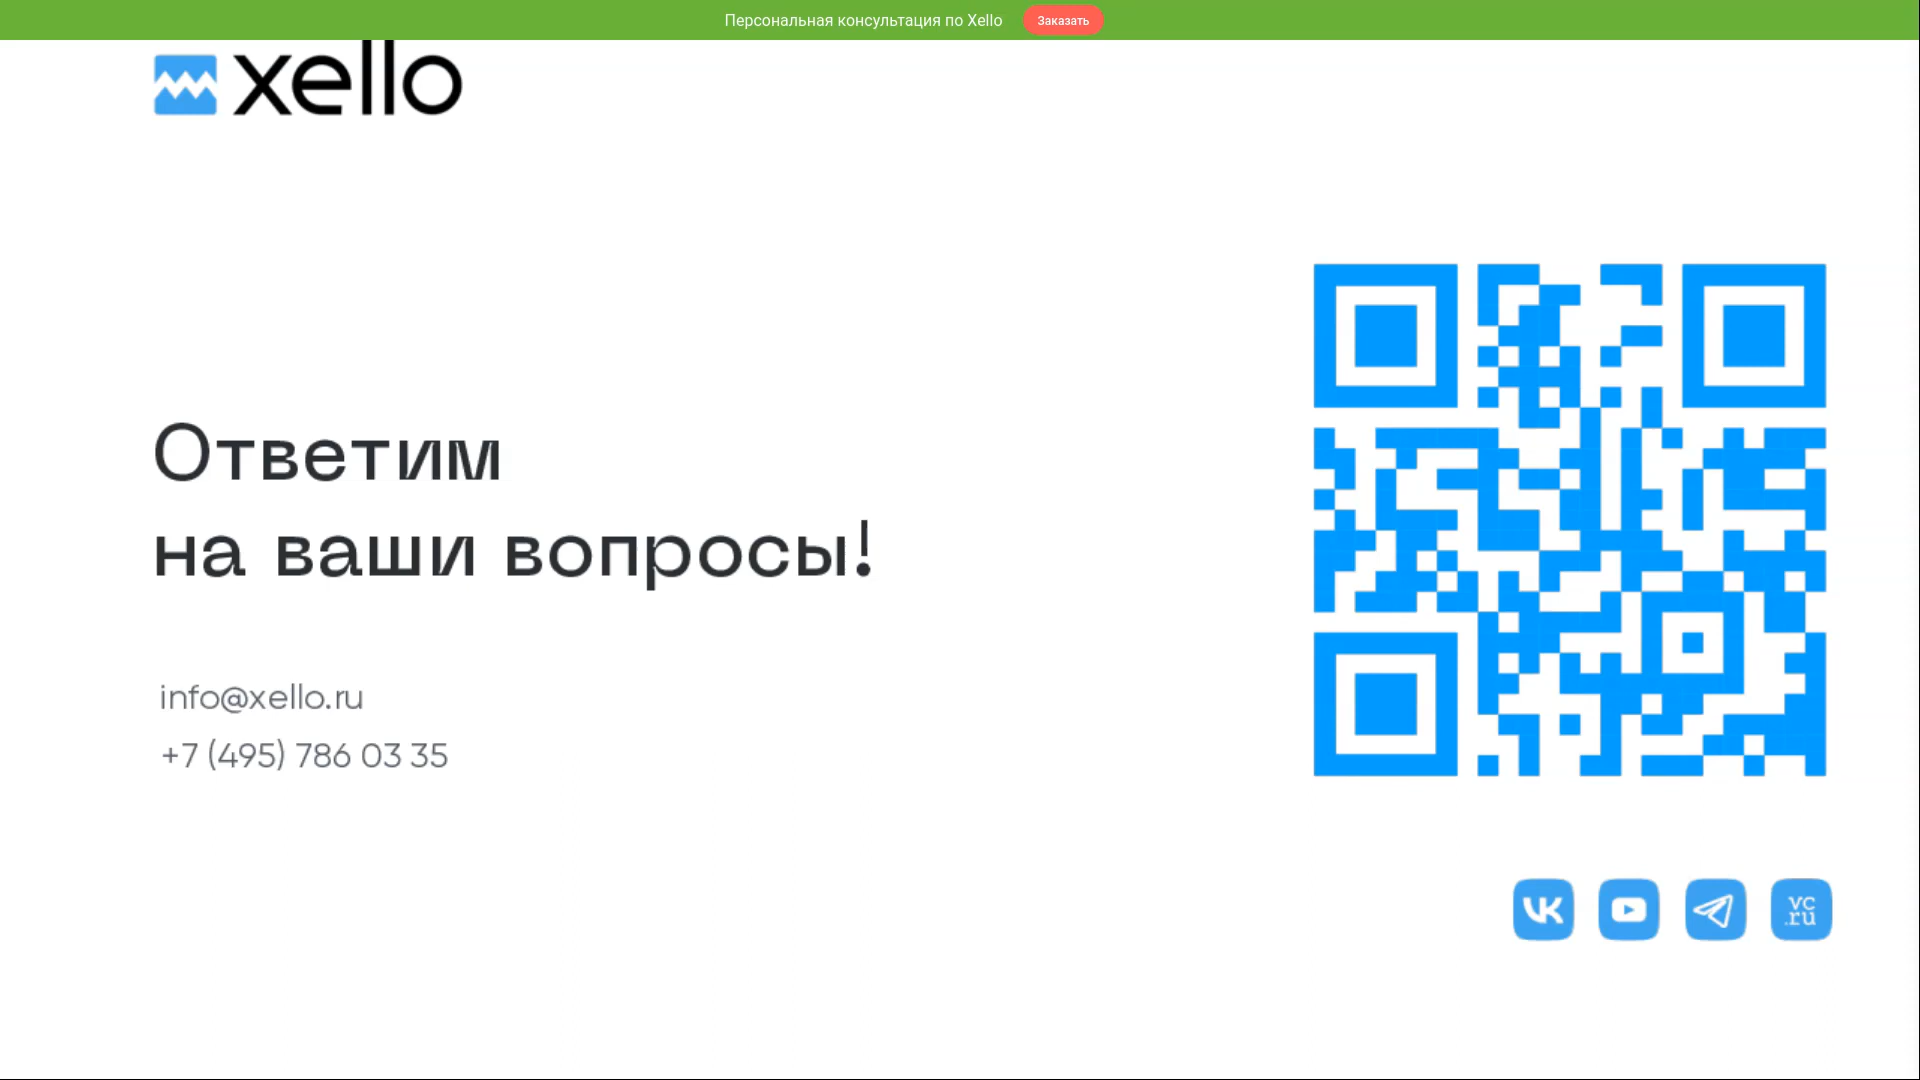 Персональная консультация по Xello
Заказать
xello
Ответим
на ваши вопросы!
info@xello.ru
+7 (495) 786 03 35
vc
.ru